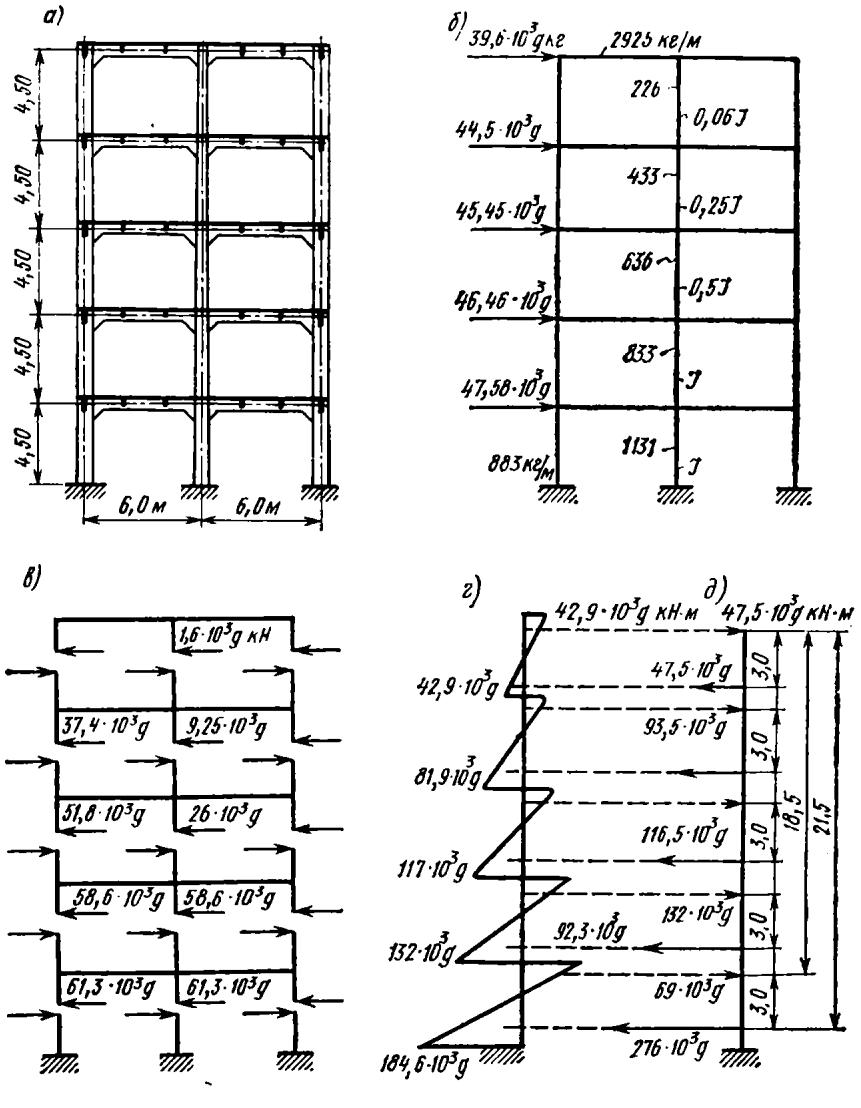 а)
4,50
4,50
4,50
4,50
4,50
6,0 м
6,0 м
б)
39,6·10³g кг
2925 кг/м
226
0,06J
44,5·10³g
433
0,25J
45,45·10³g
636
0,5J
46,46·10³g
833
J
47,58·10³g
1131
J
883 кг/м
в)
1,6·10³g кН
37,4·10³g
9,25·10³g
51,8·10³g
26·10³g
58,6·10³g
58,6·10³g
61,3·10³g
61,3·10³g
г)
42,9·10³g кН·м
42,9·10³g
81,9·10³g
117·10³g
132·10³g
184,6·10³g
д)
47,5·10³g кН·м
47,5·10³g
93,5·10³g
116,5·10³g
132·10³g
92,3·10³g
69·10³g
276·10³g
3,0
3,0
3,0
3,0
3,0
18,5
21,5